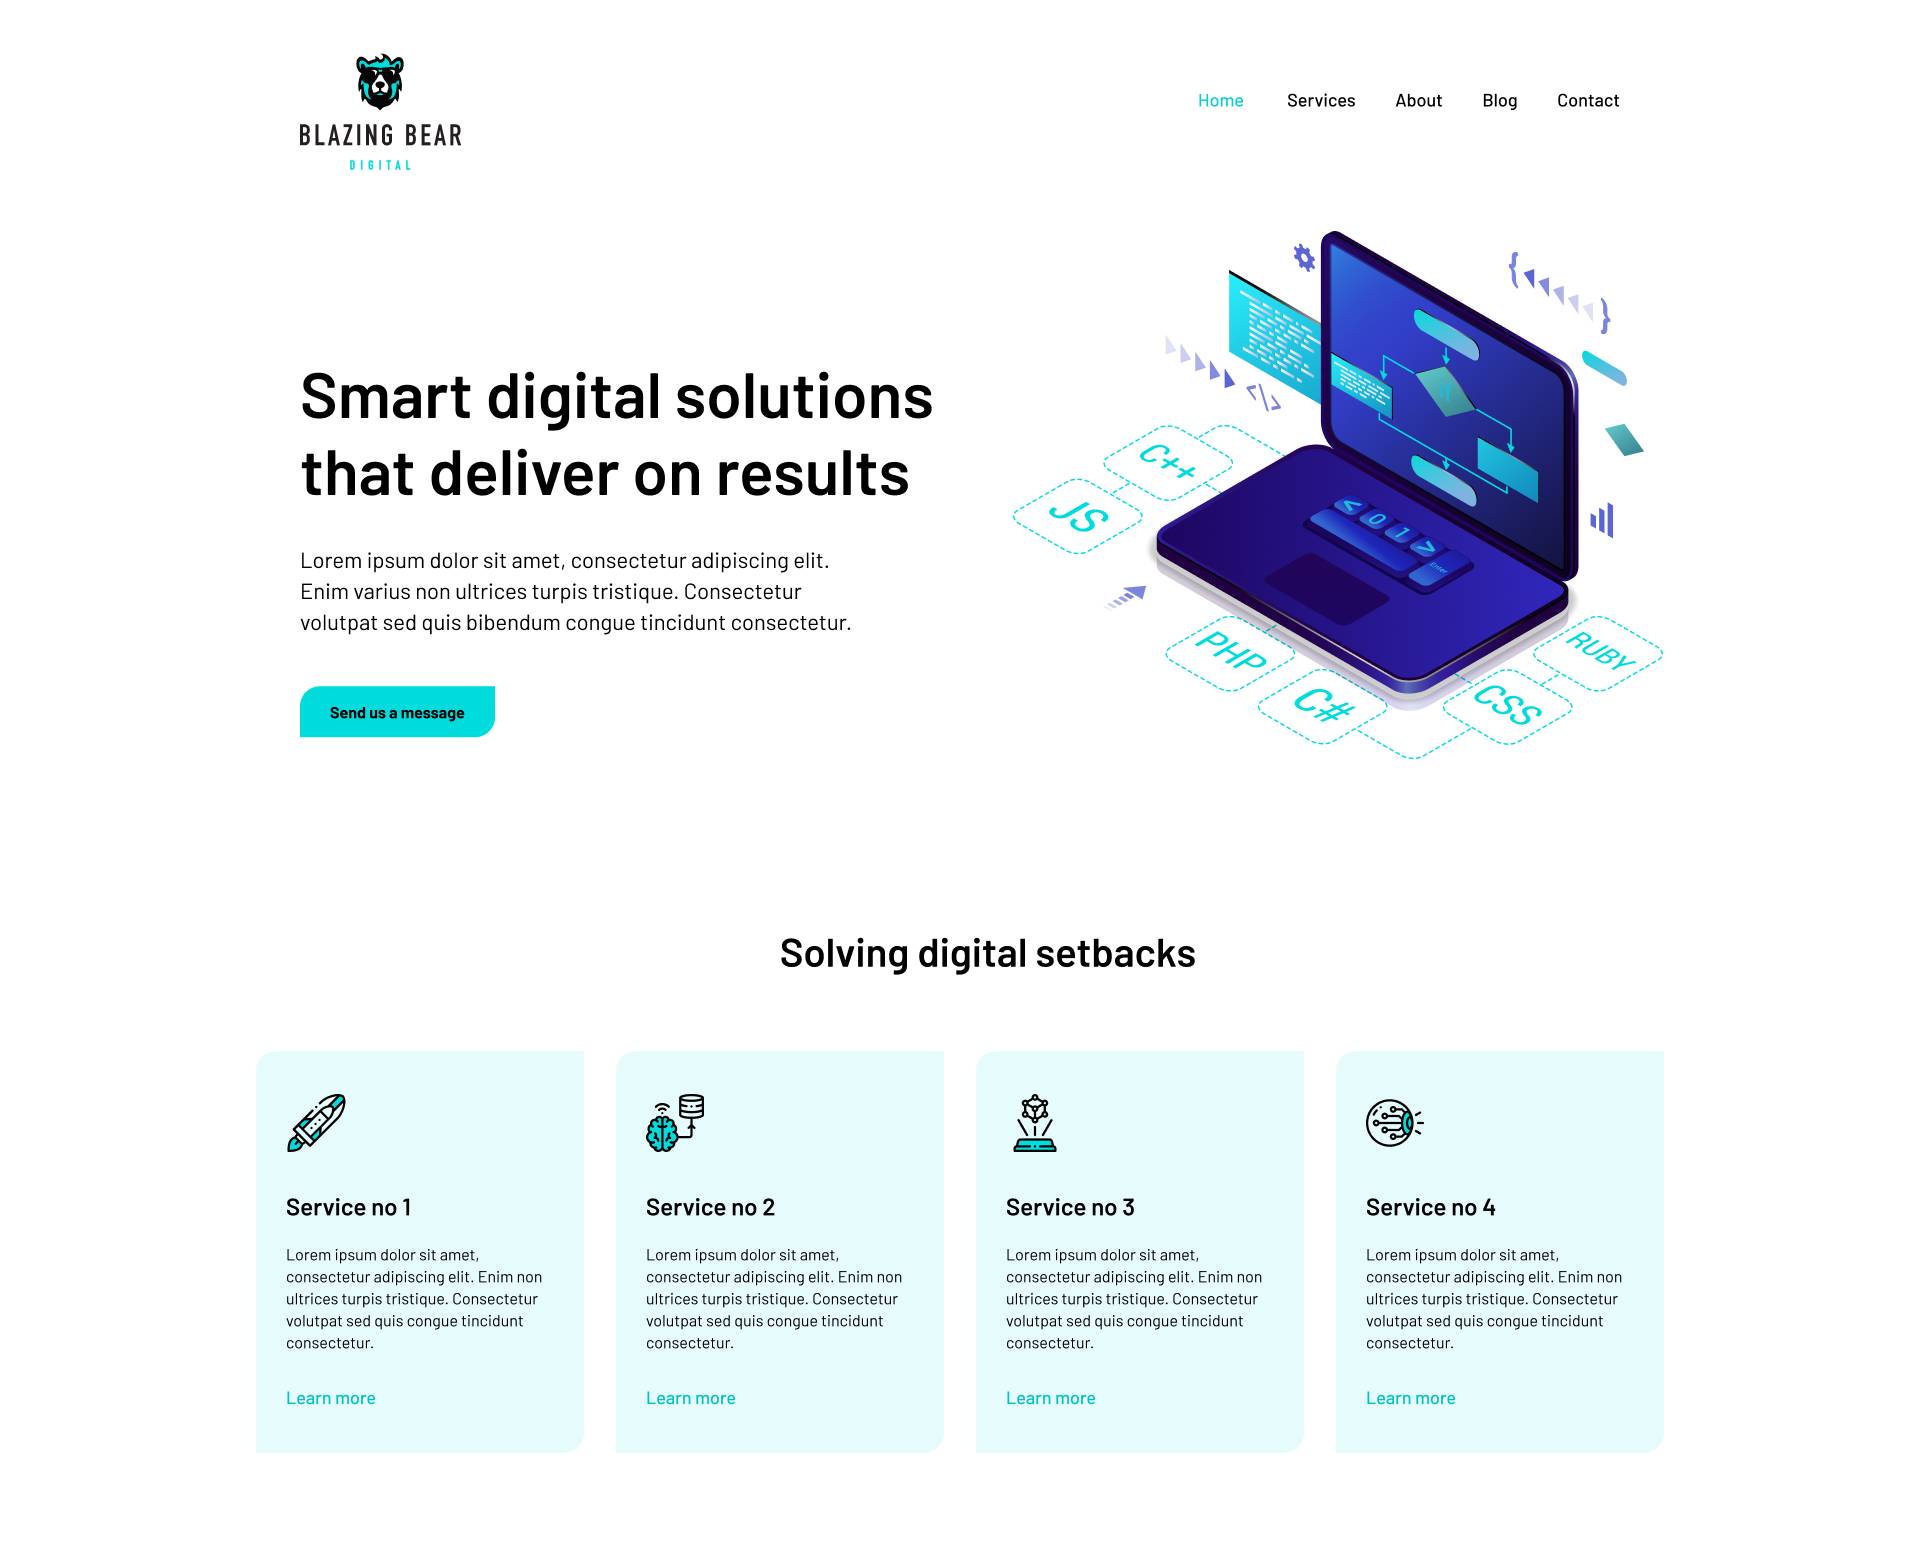 BLAZING BEAR
DIGITAL
Home Services About Blog Contact
Smart digital solutions
that deliver on results
Lorem ipsum dolor sit amet, consectetur adipiscing elit.
Enim varius non ultrices turpis tristique. Consectetur
volutpat sed quis bibendum congue tincidunt consectetur.
Send us a message
{ }
</>
C++
JS
< 0 1 >
Enter
PHP
C#
CSS
RUBY
Solving digital setbacks
Service no 1
Lorem ipsum dolor sit amet,
consectetur adipiscing elit. Enim non
ultrices turpis tristique. Consectetur
volutpat sed quis congue tincidunt
consectetur.
Learn more
Service no 2
Lorem ipsum dolor sit amet,
consectetur adipiscing elit. Enim non
ultrices turpis tristique. Consectetur
volutpat sed quis congue tincidunt
consectetur.
Learn more
Service no 3
Lorem ipsum dolor sit amet,
consectetur adipiscing elit. Enim non
ultrices turpis tristique. Consectetur
volutpat sed quis congue tincidunt
consectetur.
Learn more
Service no 4
Lorem ipsum dolor sit amet,
consectetur adipiscing elit. Enim non
ultrices turpis tristique. Consectetur
volutpat sed quis congue tincidunt
consectetur.
Learn more